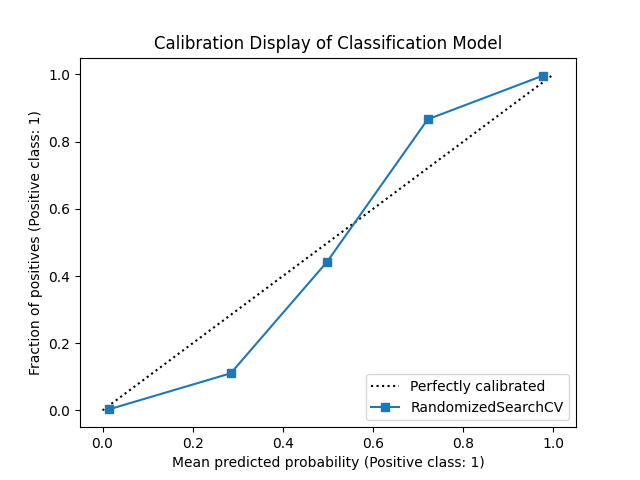 Calibration Display of Classification Model
Fraction of positives (Positive class: 1)
1.0
0.8
0.6
0.4
0.2
0.0
0.0 0.2 0.4 0.6 0.8 1.0
Mean predicted probability (Positive class: 1)
Perfectly calibrated
RandomizedSearchCV